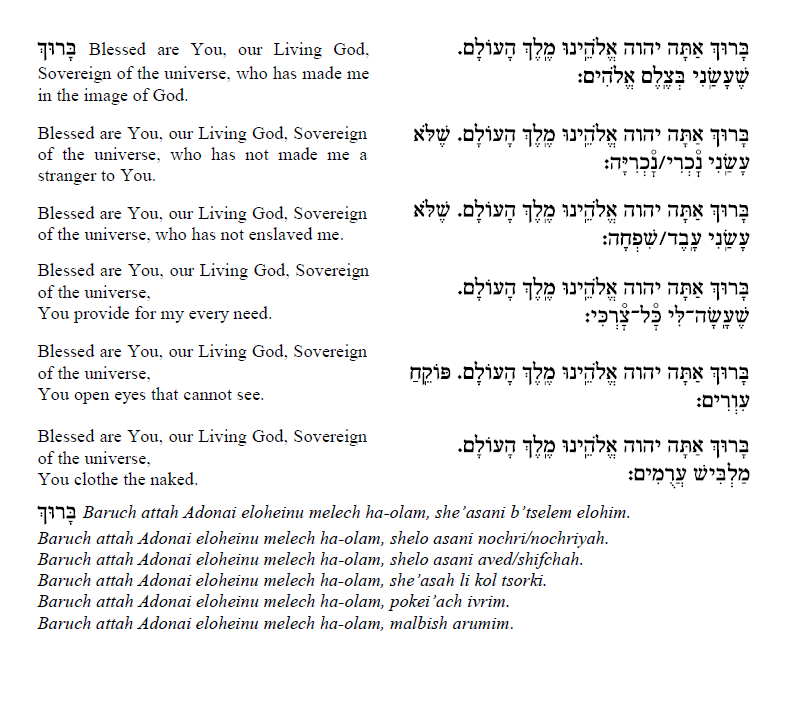 בָּרוּךְ Blessed are You, our Living God,
Sovereign of the universe, who has made me
in the image of God.
בָּרוּךְ אַתָּה יהוה אֱלֹהֵֽינוּ מֶֽלֶךְ הָעוֹלָם.
שֶׁעָשַֽׂנִי בְּצֶֽלֶם אֱלֹהִים:
Blessed are You, our Living God, Sovereign
of the universe, who has not made me a
stranger to You.
בָּרוּךְ אַתָּה יהוה אֱלֹהֵֽינוּ מֶֽלֶךְ הָעוֹלָם. שֶׁלֹּא
עָשַֽׂנִי נׇ֯כְרִי/נׇ֯כְרִיָּה:
Blessed are You, our Living God, Sovereign
of the universe, who has not enslaved me.
בָּרוּךְ אַתָּה יהוה אֱלֹהֵֽינוּ מֶֽלֶךְ הָעוֹלָם. שֶׁלֹּא
עָשַֽׂנִי עָֽבֶד/שִׁפְחָה:
Blessed are You, our Living God, Sovereign
of the universe,
You provide for my every need.
בָּרוּךְ אַתָּה יהוה אֱלֹהֵֽינוּ מֶֽלֶךְ הָעוֹלָם.
שֶׁעָֽשָׂה־לִּי כׇּ֯ל־צׇ֯רְכִּי:
Blessed are You, our Living God, Sovereign
of the universe,
You open eyes that cannot see.
בָּרוּךְ אַתָּה יהוה אֱלֹהֵֽינוּ מֶֽלֶךְ הָעוֹלָם. פּוֹקֵֽחַ
עִוְרִים:
Blessed are You, our Living God, Sovereign
of the universe,
You clothe the naked.
בָּרוּךְ אַתָּה יהוה אֱלֹהֵֽינוּ מֶֽלֶךְ הָעוֹלָם.
מַלְבִּישׁ עֲרֻמִּים:
בָּרוּךְ Baruch attah Adonai eloheinu melech ha-olam, she’asani b’tselem elohim.
Baruch attah Adonai eloheinu melech ha-olam, shelo asani nochri/nochriyah.
Baruch attah Adonai eloheinu melech ha-olam, shelo asani aved/shifchah.
Baruch attah Adonai eloheinu melech ha-olam, she’asah li kol tsorki.
Baruch attah Adonai eloheinu melech ha-olam, pokei’ach ivrim.
Baruch attah Adonai eloheinu melech ha-olam, malbish arumim.